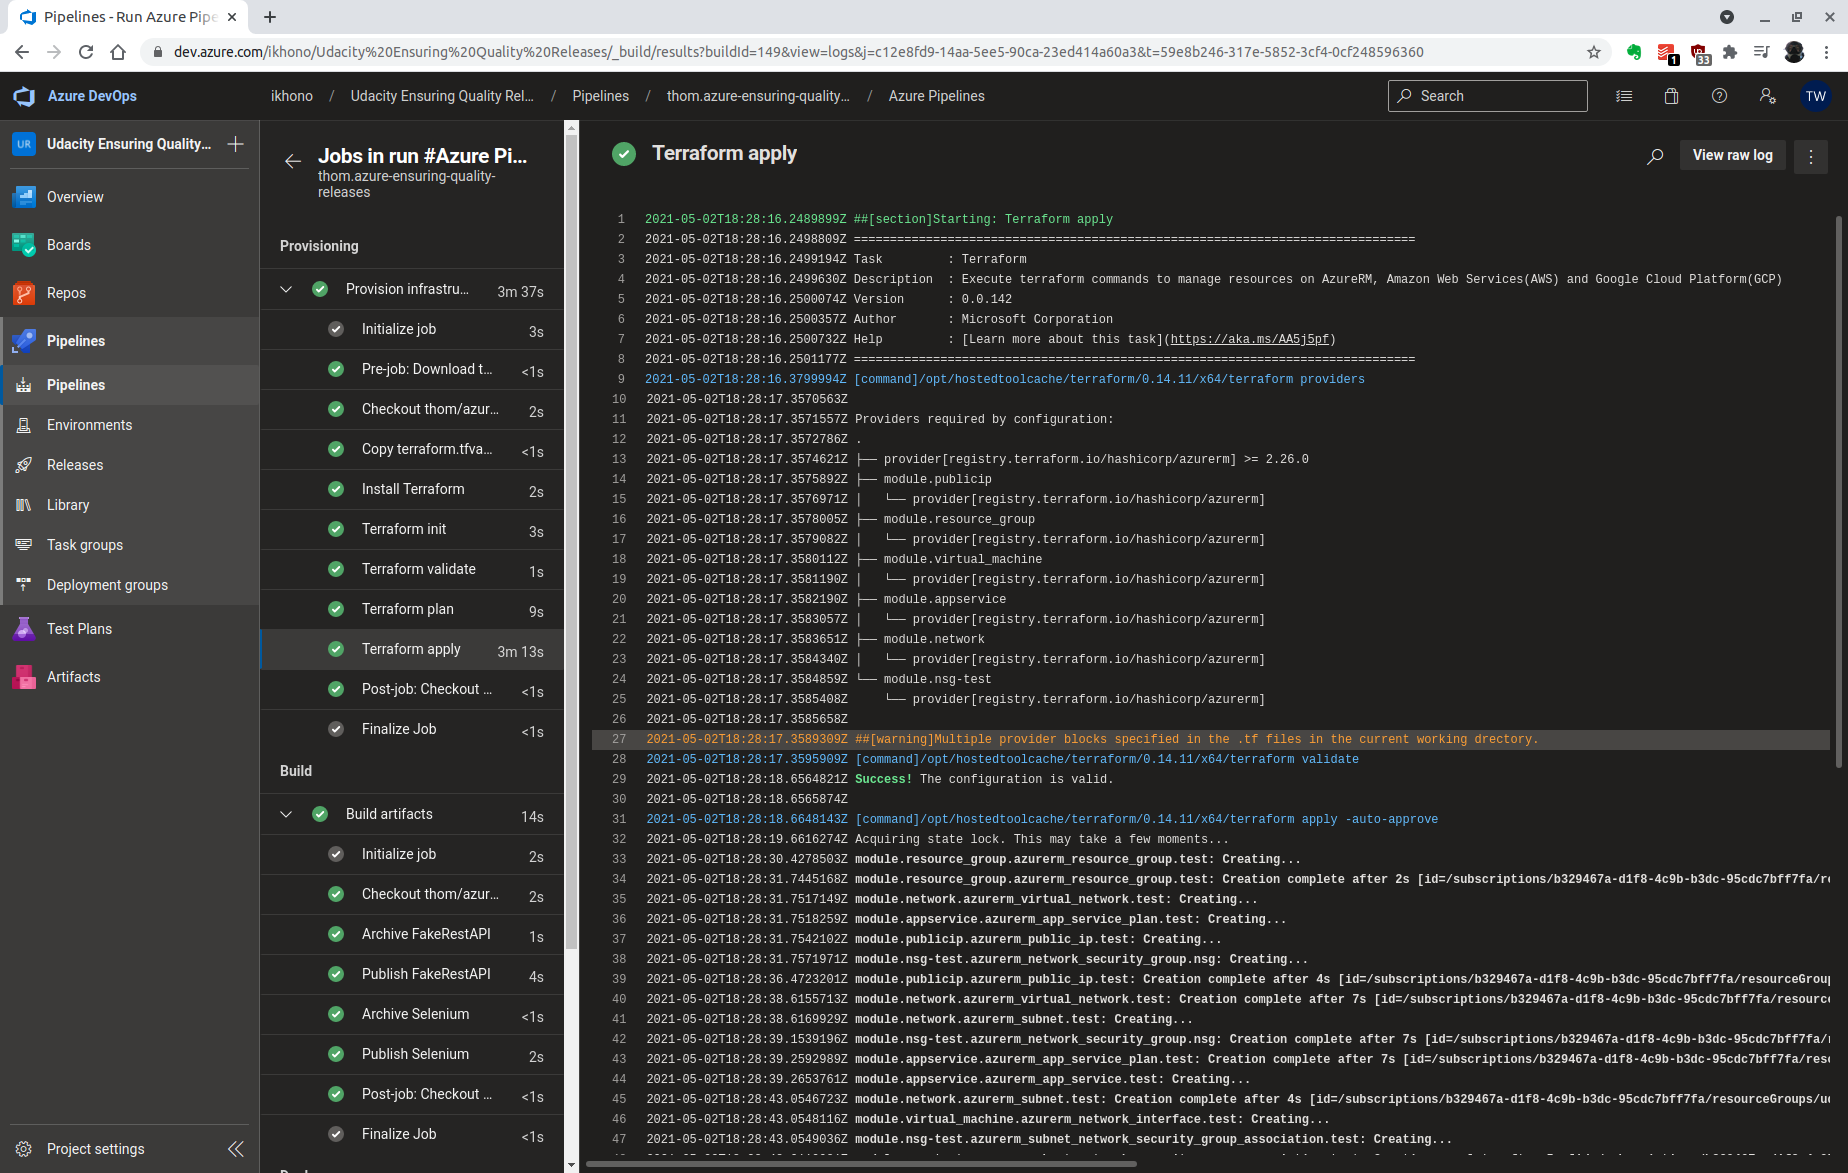 Pipelines - Run Azure Pipe
dev.azure.com/ikhono/Udacity%20Ensuring%20Quality%20Releases/_build/results?buildId=149&view=logs&j=c12e8fd9-14aa-5ee5-90ca-23ed414a60a3&t=59e8b246-317e-5852-3cf4-0cf248596360
1
33
Azure DevOps
ikhono / Udacity Ensuring Quality Rel... / Pipelines / thom.azure-ensuring-quality... / Azure Pipelines
Search
TW
UR Udacity Ensuring Quality...
Overview
Boards
Repos
Pipelines
Pipelines
Environments
Releases
Library
Task groups
Deployment groups
Test Plans
Artifacts
Project settings
Jobs in run #Azure Pi...
thom.azure-ensuring-quality-
releases
Provisioning
Provision infrastru... 3m 37s
Initialize job 3s
Pre-job: Download t... <1s
Checkout thom/azur... 2s
Copy terraform.tfva... <1s
Install Terraform 2s
Terraform init 3s
Terraform validate 1s
Terraform plan 9s
Terraform apply 3m 13s
Post-job: Checkout ... <1s
Finalize Job <1s
Build
Build artifacts 14s
Initialize job 2s
Checkout thom/azur... 2s
Archive FakeRestAPI 1s
Publish FakeRestAPI 4s
Archive Selenium <1s
Publish Selenium 2s
Post-job: Checkout ... <1s
Finalize Job <1s
Terraform apply
View raw log
1 2021-05-02T18:28:16.2489899Z ##[section]Starting: Terraform apply
2 2021-05-02T18:28:16.2498809Z ==============================================================================
3 2021-05-02T18:28:16.2499194Z Task : Terraform
4 2021-05-02T18:28:16.2499630Z Description : Execute terraform commands to manage resources on AzureRM, Amazon Web Services(AWS) and Google Cloud Platform(GCP)
5 2021-05-02T18:28:16.2500074Z Version : 0.0.142
6 2021-05-02T18:28:16.2500357Z Author : Microsoft Corporation
7 2021-05-02T18:28:16.2500732Z Help : [Learn more about this task](https://aka.ms/AA5j5pf)
8 2021-05-02T18:28:16.2501177Z ==============================================================================
9 2021-05-02T18:28:16.3799994Z [command]/opt/hostedtoolcache/terraform/0.14.11/x64/terraform providers
10 2021-05-02T18:28:17.3570563Z
11 2021-05-02T18:28:17.3571557Z Providers required by configuration:
12 2021-05-02T18:28:17.3572786Z .
13 2021-05-02T18:28:17.3574621Z ├── provider[registry.terraform.io/hashicorp/azurerm] >= 2.26.0
14 2021-05-02T18:28:17.3575892Z ├── module.publicip
15 2021-05-02T18:28:17.3576971Z │   └── provider[registry.terraform.io/hashicorp/azurerm]
16 2021-05-02T18:28:17.3578005Z ├── module.resource_group
17 2021-05-02T18:28:17.3579082Z │   └── provider[registry.terraform.io/hashicorp/azurerm]
18 2021-05-02T18:28:17.3580112Z ├── module.virtual_machine
19 2021-05-02T18:28:17.3581190Z │   └── provider[registry.terraform.io/hashicorp/azurerm]
20 2021-05-02T18:28:17.3582190Z ├── module.appservice
21 2021-05-02T18:28:17.3583057Z │   └── provider[registry.terraform.io/hashicorp/azurerm]
22 2021-05-02T18:28:17.3583651Z ├── module.network
23 2021-05-02T18:28:17.3584340Z │   └── provider[registry.terraform.io/hashicorp/azurerm]
24 2021-05-02T18:28:17.3584859Z └── module.nsg-test
25 2021-05-02T18:28:17.3585408Z     └── provider[registry.terraform.io/hashicorp/azurerm]
26 2021-05-02T18:28:17.3585658Z
27 2021-05-02T18:28:17.3589309Z ##[warning]Multiple provider blocks specified in the .tf files in the current working drectory.
28 2021-05-02T18:28:17.3595909Z [command]/opt/hostedtoolcache/terraform/0.14.11/x64/terraform validate
29 2021-05-02T18:28:18.6564821Z Success! The configuration is valid.
30 2021-05-02T18:28:18.6565874Z
31 2021-05-02T18:28:18.6648143Z [command]/opt/hostedtoolcache/terraform/0.14.11/x64/terraform apply -auto-approve
32 2021-05-02T18:28:19.6616274Z Acquiring state lock. This may take a few moments...
33 2021-05-02T18:28:30.4278503Z module.resource_group.azurerm_resource_group.test: Creating...
34 2021-05-02T18:28:31.7445168Z module.resource_group.azurerm_resource_group.test: Creation complete after 2s [id=/subscriptions/b329467a-d1f8-4c9b-b3dc-95cdc7bff7fa/re
35 2021-05-02T18:28:31.7517149Z module.network.azurerm_virtual_network.test: Creating...
36 2021-05-02T18:28:31.7518259Z module.appservice.azurerm_app_service_plan.test: Creating...
37 2021-05-02T18:28:31.7542102Z module.publicip.azurerm_public_ip.test: Creating...
38 2021-05-02T18:28:31.7571971Z module.nsg-test.azurerm_network_security_group.nsg: Creating...
39 2021-05-02T18:28:36.4723201Z module.publicip.azurerm_public_ip.test: Creation complete after 4s [id=/subscriptions/b329467a-d1f8-4c9b-b3dc-95cdc7bff7fa/resourceGroup
40 2021-05-02T18:28:38.6155713Z module.network.azurerm_virtual_network.test: Creation complete after 7s [id=/subscriptions/b329467a-d1f8-4c9b-b3dc-95cdc7bff7fa/resource
41 2021-05-02T18:28:38.6169929Z module.network.azurerm_subnet.test: Creating...
42 2021-05-02T18:28:39.1539196Z module.nsg-test.azurerm_network_security_group.nsg: Creation complete after 7s [id=/subscriptions/b329467a-d1f8-4c9b-b3dc-95cdc7bff7fa/r
43 2021-05-02T18:28:39.2592989Z module.appservice.azurerm_app_service_plan.test: Creation complete after 7s [id=/subscriptions/b329467a-d1f8-4c9b-b3dc-95cdc7bff7fa/reso
44 2021-05-02T18:28:39.2653761Z module.appservice.azurerm_app_service.test: Creating...
45 2021-05-02T18:28:43.0546723Z module.network.azurerm_subnet.test: Creation complete after 4s [id=/subscriptions/b329467a-d1f8-4c9b-b3dc-95cdc7bff7fa/resourceGroups/ud
46 2021-05-02T18:28:43.0548116Z module.virtual_machine.azurerm_network_interface.test: Creating...
47 2021-05-02T18:28:43.0549036Z module.nsg-test.azurerm_subnet_network_security_group_association.test: Creating...